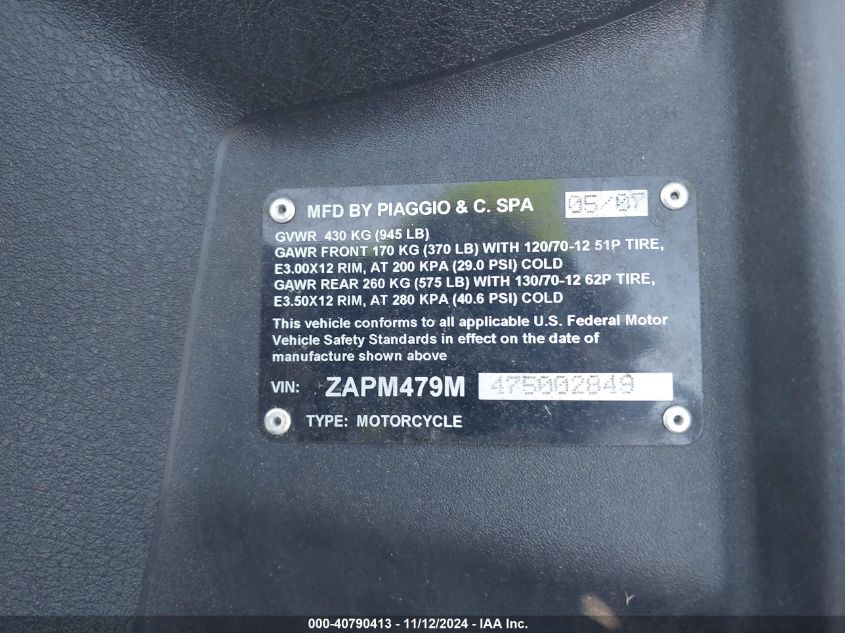 MFD BY PIAGGIO & C. SPA 05/07
GVWR 430 KG (945 LB)
GAWR FRONT 170 KG (370 LB) WITH 120/70-12 51P TIRE,
E3.00X12 RIM, AT 200 KPA (29.0 PSI) COLD
GAWR REAR 260 KG (575 LB) WITH 130/70-12 62P TIRE,
E3.50X12 RIM, AT 280 KPA (40.6 PSI) COLD
This vehicle conforms to all applicable U.S. Federal Motor
Vehicle Safety Standards in effect on the date of
manufacture shown above
VIN: ZAPM479M 475002849
TYPE: MOTORCYCLE
000-40790413 - 11/12/2024 - IAA Inc.